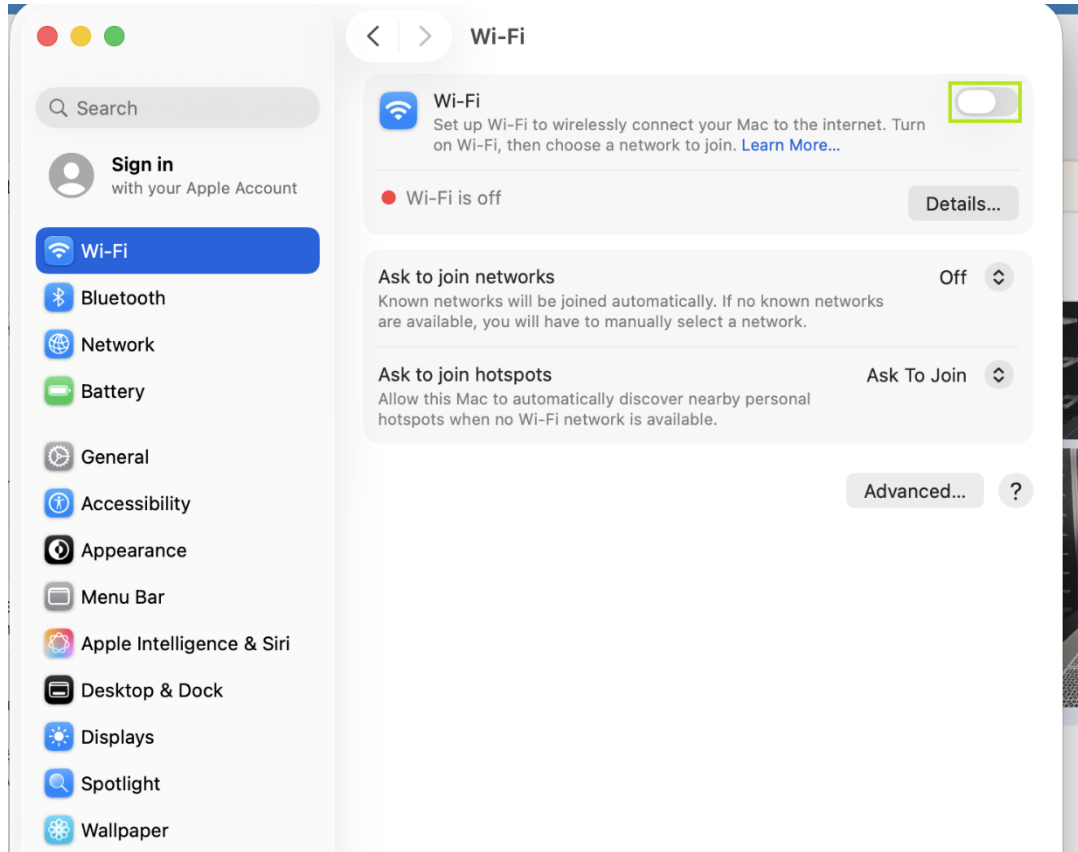 Wi-Fi
Search
Sign in
with your Apple Account
Wi-Fi
Bluetooth
Network
Battery
General
Accessibility
Appearance
Menu Bar
Apple Intelligence & Siri
Desktop & Dock
Displays
Spotlight
Wallpaper
Wi-Fi
Set up Wi-Fi to wirelessly connect your Mac to the internet. Turn
on Wi-Fi, then choose a network to join. Learn More...
Wi-Fi is off
Details...
Ask to join networks
Off
Known networks will be joined automatically. If no known networks
are available, you will have to manually select a network.
Ask to join hotspots
Ask To Join
Allow this Mac to automatically discover nearby personal
hotspots when no Wi-Fi network is available.
Advanced...
?